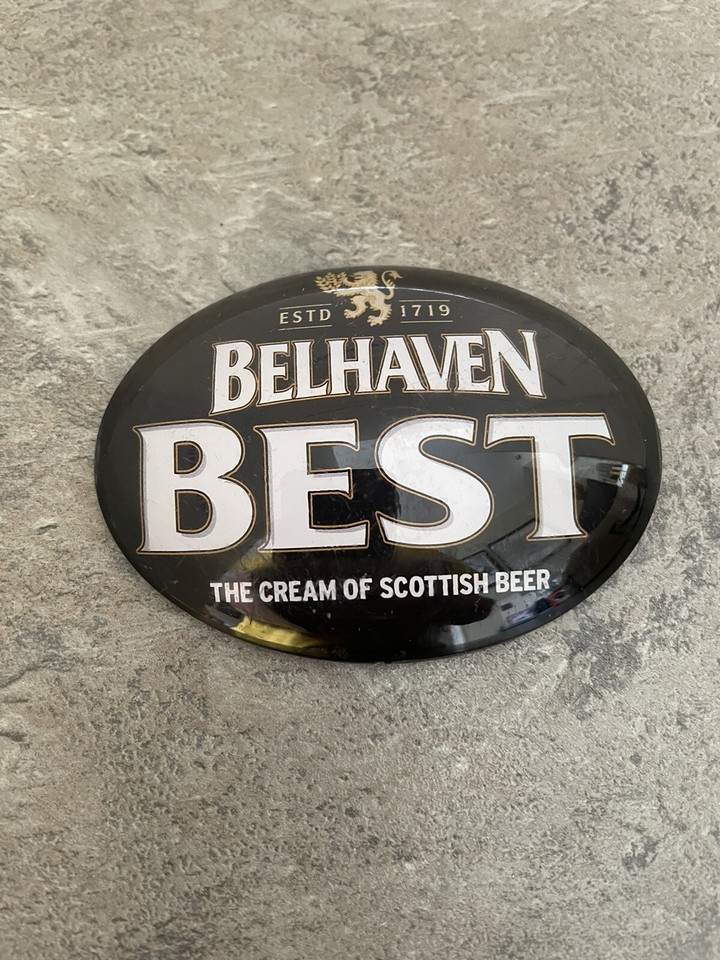 ESTD 1719
BELHAVEN
BEST
THE CREAM OF SCOTTISH BEER